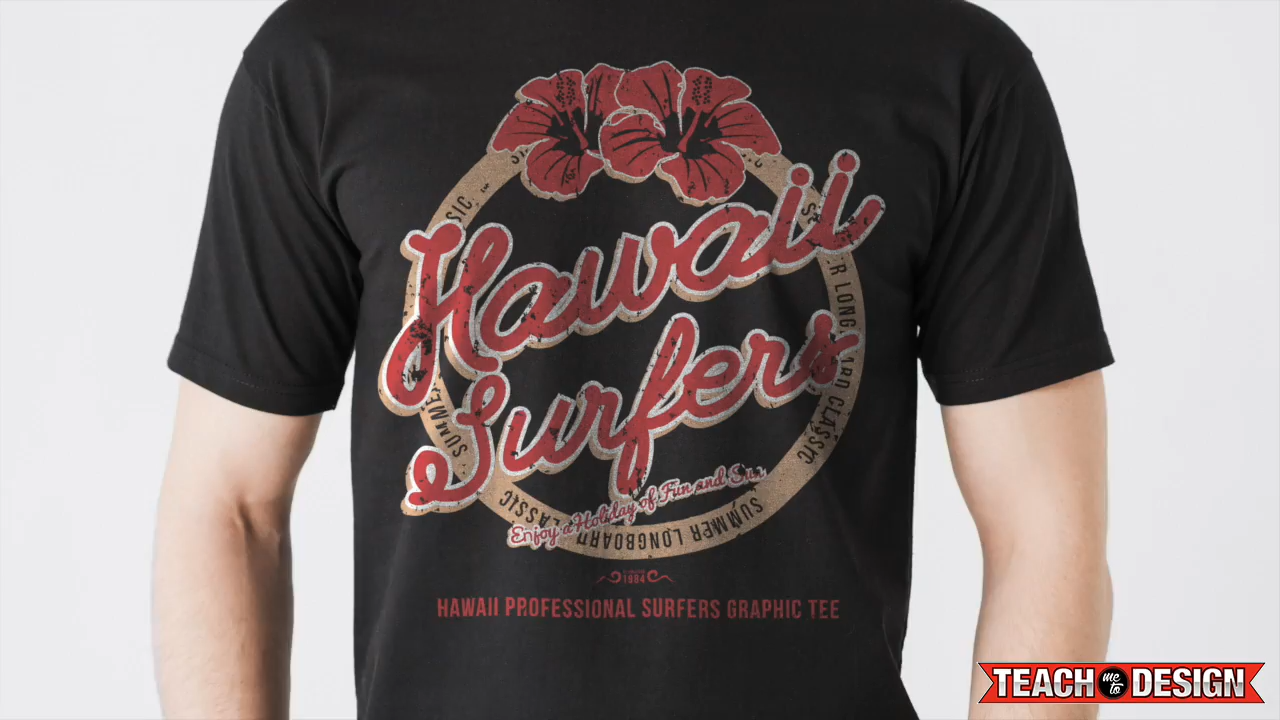 Hawaii
Surfers
Enjoy a Holiday of Fun and Sun
SUMMER LONGBOARD CLASSIC
1984
HAWAII PROFESSIONAL SURFERS GRAPHIC TEE
TEACH me to DESIGN